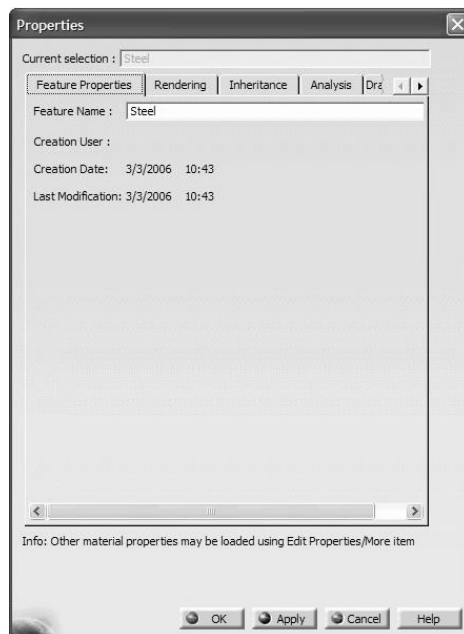 Properties
Current selection : Steel
Feature Properties Rendering Inheritance Analysis Dra
Feature Name : Steel
Creation User :
Creation Date: 3/3/2006 10:43
Last Modification: 3/3/2006 10:43
Info: Other material properties may be loaded using Edit Properties/More item
OK Apply Cancel Help